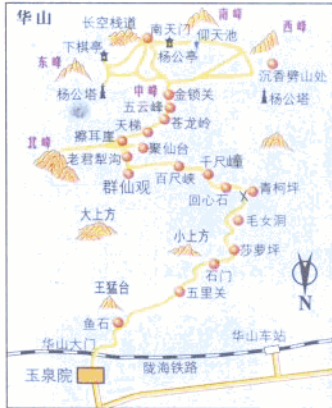 华山
长空栈道
南天门
南峰
仰天池
西峰
下棋亭
杨公亭
东峰
沉香劈山处
杨公塔
中峰
金锁关
杨公塔
五云峰
苍龙岭
天梯
擦耳崖
北峰
聚仙台
老君犁沟
千尺幢
群仙观
百尺峡
青柯坪
回心石
毛女洞
大上方
小上方
莎萝坪
石门
王猛台
五里关
N
鱼石
华山大门
华山车站
玉泉院
陇海铁路